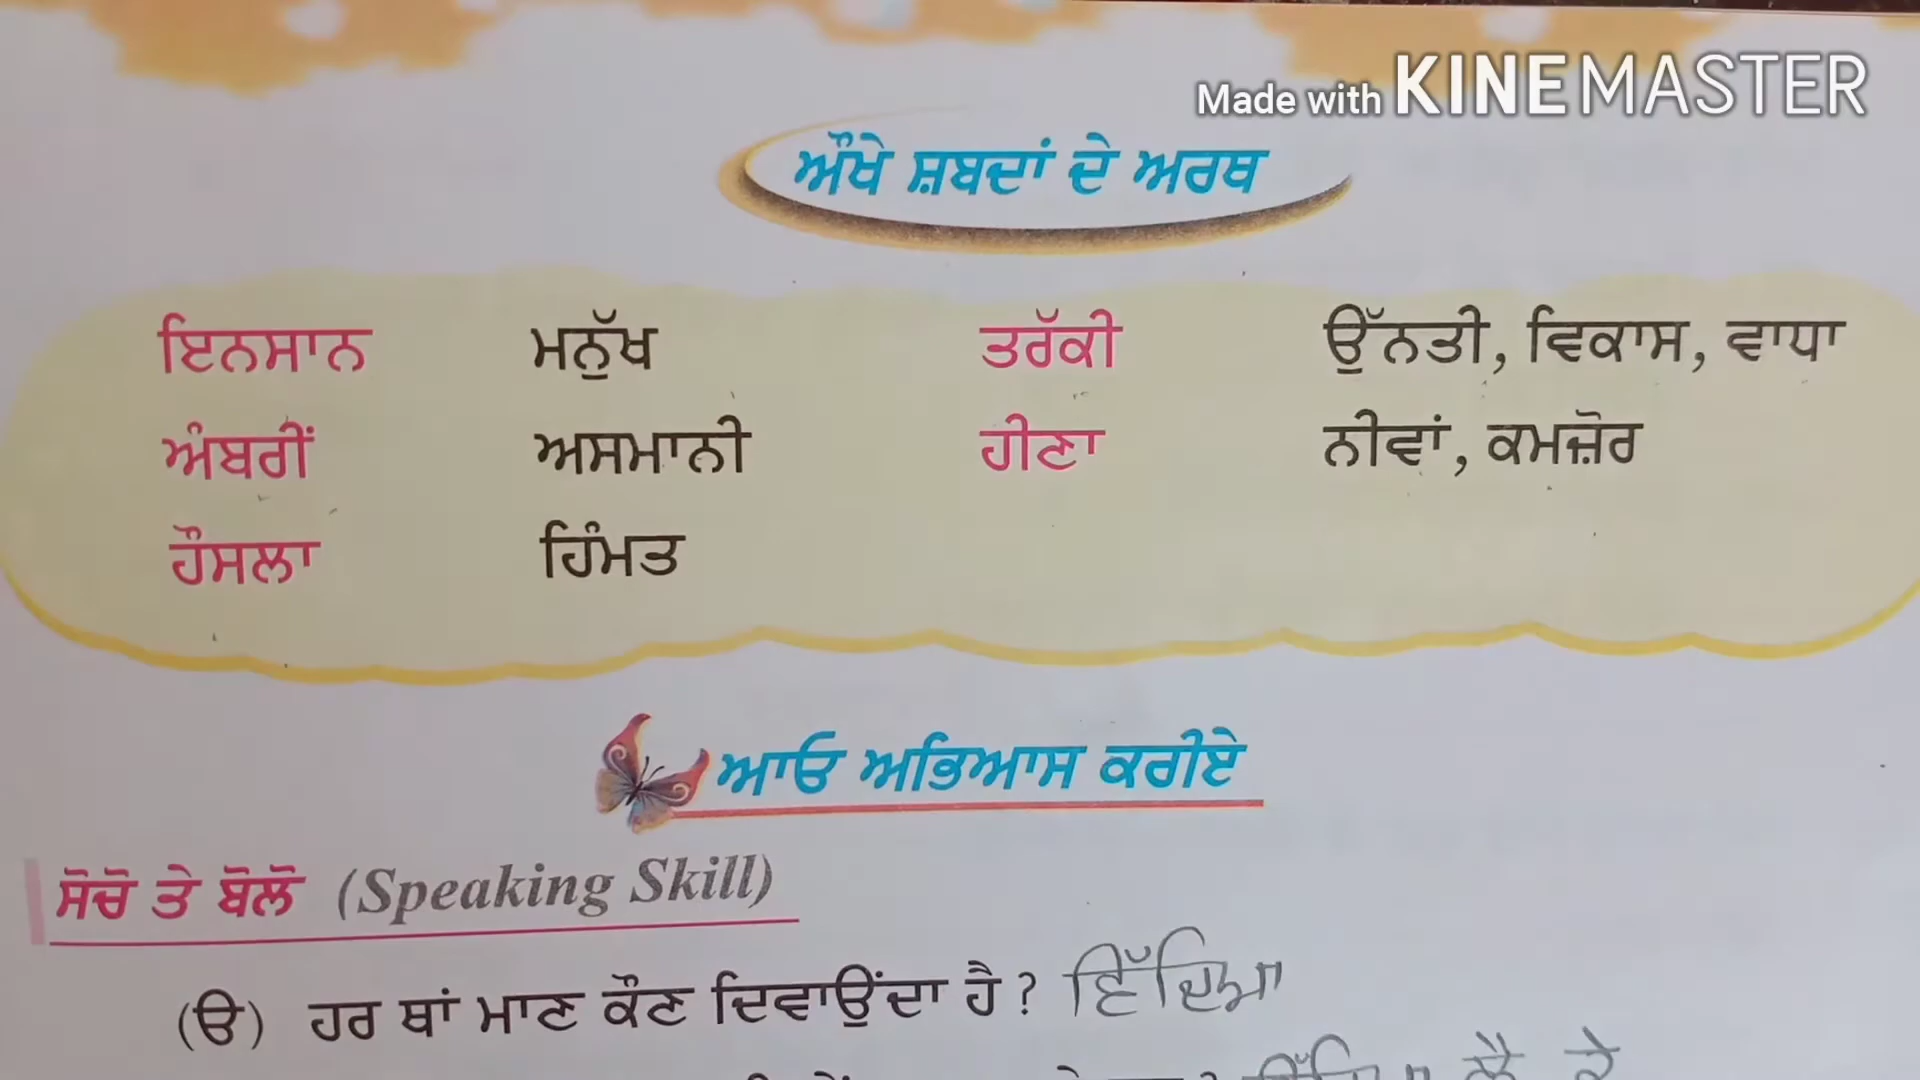 Made with KINEMASTER
ਔਖੇ ਸ਼ਬਦਾਂ ਦੇ ਅਰਥ
ਇਨਸਾਨ ਮਨੁੱਖ ਤਰੱਕੀ ਉੱਨਤੀ, ਵਿਕਾਸ, ਵਾਧਾ
ਅੰਬਰੀਂ ਅਸਮਾਨੀ ਹੀਣਾ ਨੀਵਾਂ, ਕਮਜ਼ੋਰ
ਹੌਸਲਾ ਹਿੰਮਤ
ਆਓ ਅਭਿਆਸ ਕਰੀਏ
ਸੋਚੋ ਤੇ ਬੋਲੋ (Speaking Skill)
(ੳ) ਹਰ ਥਾਂ ਮਾਣ ਕੌਣ ਦਿਵਾਉਂਦਾ ਹੈ ? ਵਿੱਦਿਆ